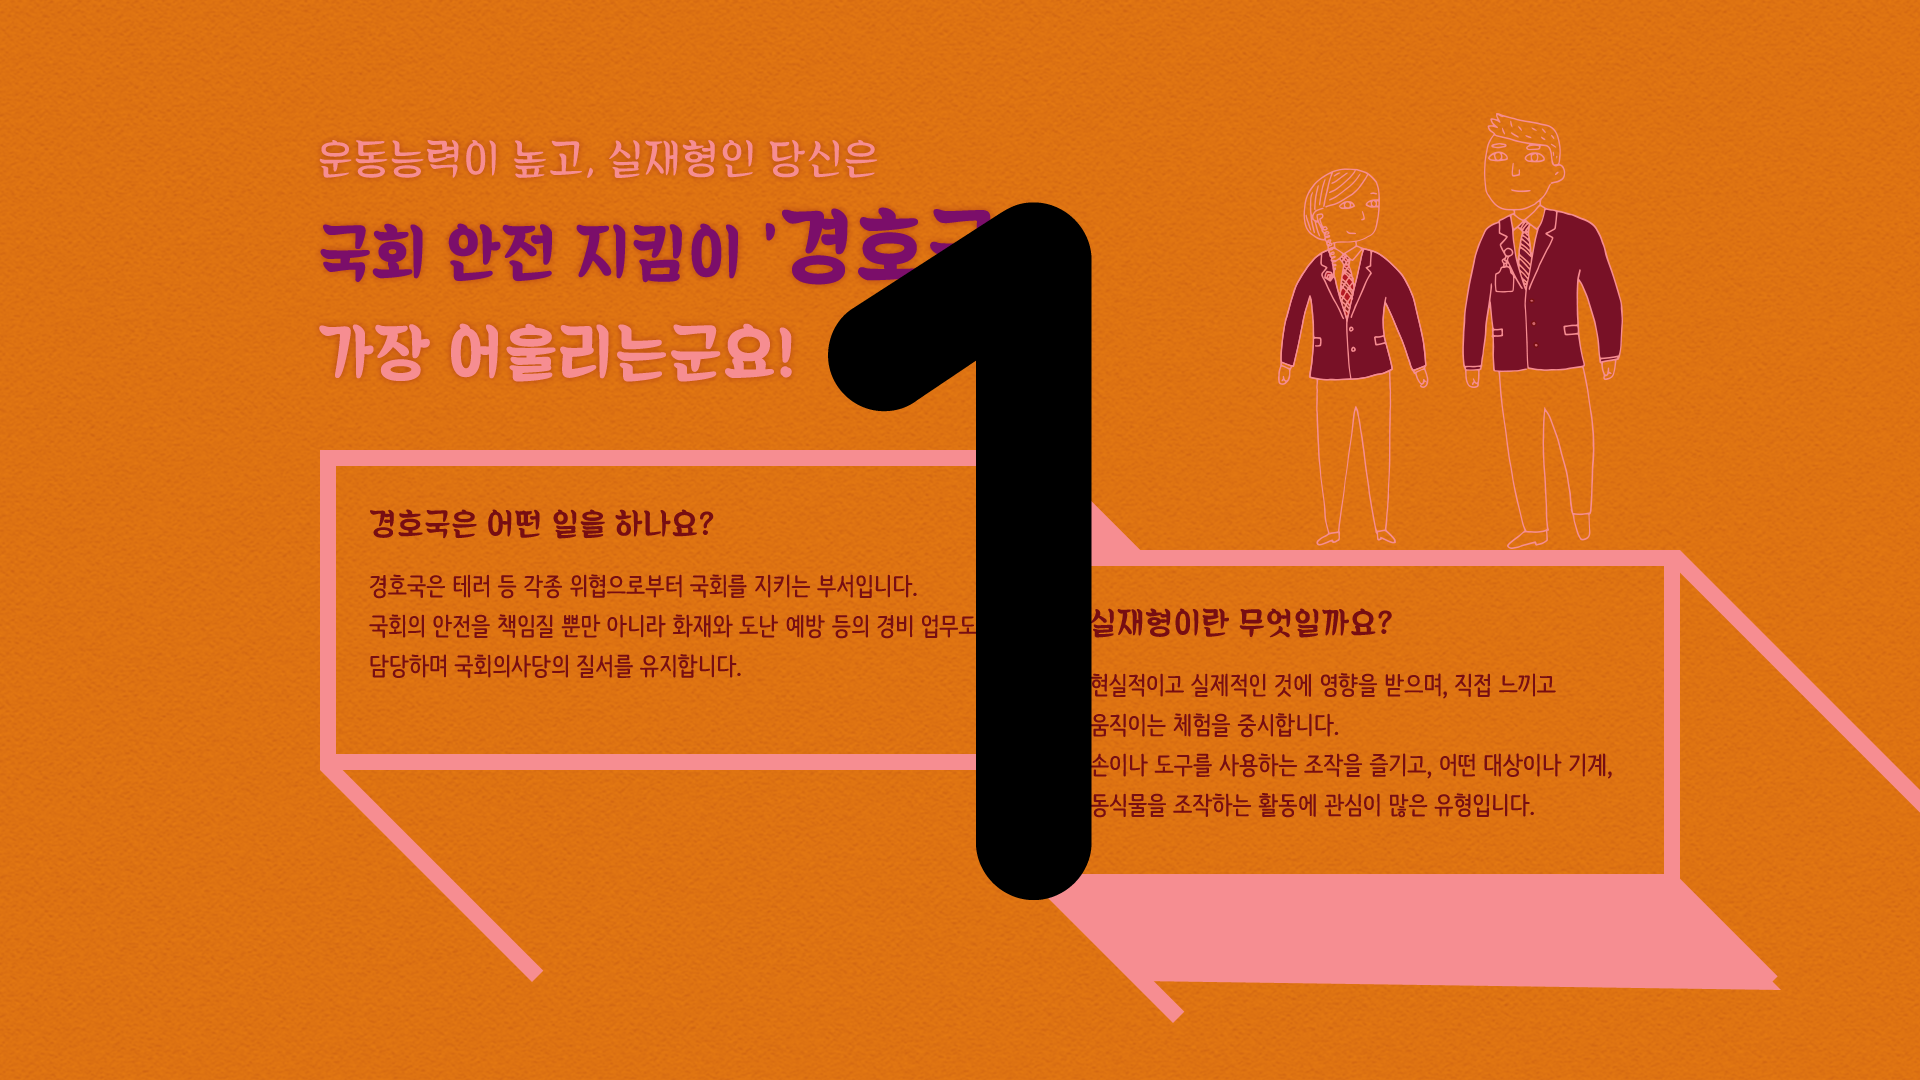 운동능력이 높고, 실재형인 당신은
국회 안전 지킴이 '경호국
가장 어울리는군요!
1
경호국은 어떤 일을 하나요?
경호국은 테러 등 각종 위협으로부터 국회를 지키는 부서입니다.
국회의 안전을 책임질 뿐만 아니라 화재와 도난 예방 등의 경비 업무도
담당하며 국회의사당의 질서를 유지합니다.
실재형이란 무엇일까요?
현실적이고 실제적인 것에 영향을 받으며, 직접 느끼고
움직이는 체험을 중시합니다.
손이나 도구를 사용하는 조작을 즐기고, 어떤 대상이나 기계,
동식물을 조작하는 활동에 관심이 많은 유형입니다.